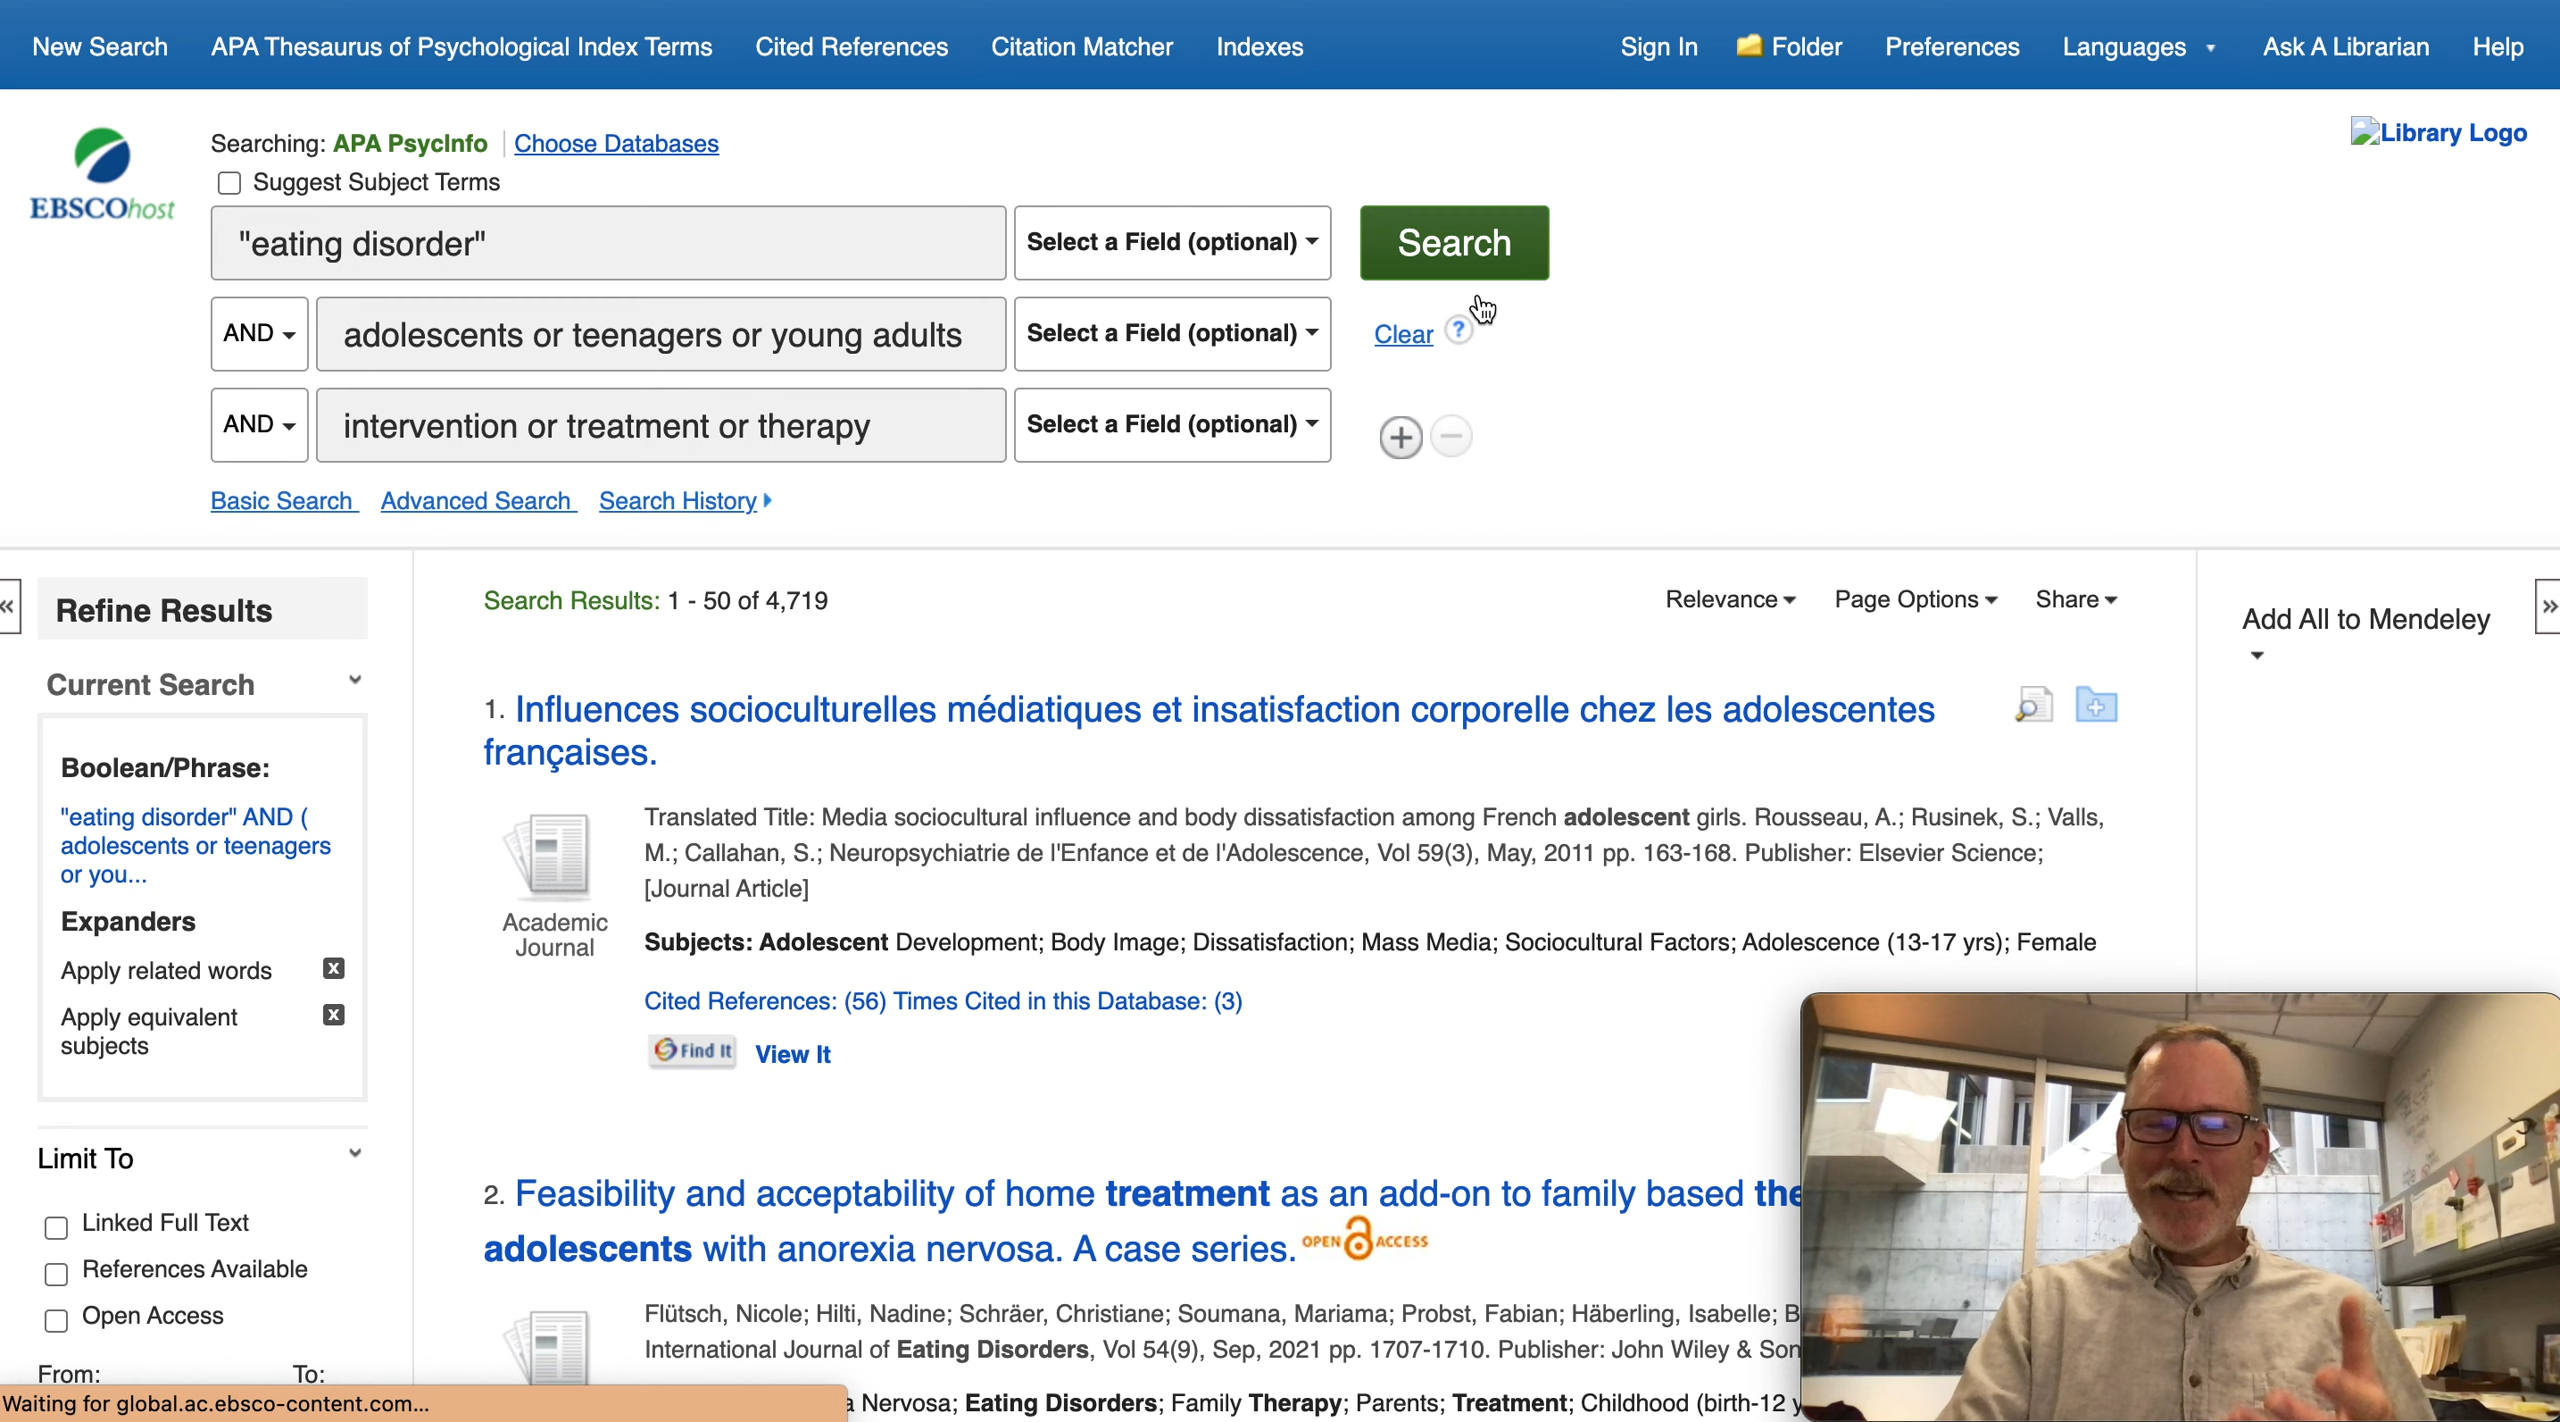 New Search APA Thesaurus of Psychological Index Terms Cited References Citation Matcher Indexes Sign In Folder Preferences Languages Ask A Librarian Help
EBSCOhost
Searching: APA PsycInfo Choose Databases
Library Logo
Suggest Subject Terms
"eating disorder" Select a Field (optional) Search
AND adolescents or teenagers or young adults Select a Field (optional) Clear ?
AND intervention or treatment or therapy Select a Field (optional)
Basic Search Advanced Search Search History
«
Refine Results
Current Search
Boolean/Phrase:
"eating disorder" AND (
adolescents or teenagers
or you...
Expanders
Apply related words
Apply equivalent
subjects
Limit To
Linked Full Text
References Available
Open Access
From: To:
Waiting for global.ac.ebsco-content.com...
Search Results: 1 - 50 of 4,719 Relevance Page Options Share
1. Influences socioculturelles médiatiques et insatisfaction corporelle chez les adolescentes
françaises.
Academic
Journal
Translated Title: Media sociocultural influence and body dissatisfaction among French adolescent girls. Rousseau, A.; Rusinek, S.; Valls,
M.; Callahan, S.; Neuropsychiatrie de l'Enfance et de l'Adolescence, Vol 59(3), May, 2011 pp. 163-168. Publisher: Elsevier Science;
[Journal Article]
Subjects: Adolescent Development; Body Image; Dissatisfaction; Mass Media; Sociocultural Factors; Adolescence (13-17 yrs); Female
Cited References: (56) Times Cited in this Database: (3)
Find It View It
2. Feasibility and acceptability of home treatment as an add-on to family based the
adolescents with anorexia nervosa. A case series. OPEN ACCESS
Flütsch, Nicole; Hilti, Nadine; Schräer, Christiane; Soumana, Mariama; Probst, Fabian; Häberling, Isabelle; B
International Journal of Eating Disorders, Vol 54(9), Sep, 2021 pp. 1707-1710. Publisher: John Wiley & Son
a Nervosa; Eating Disorders; Family Therapy; Parents; Treatment; Childhood (birth-12 y
Add All to Mendeley
»